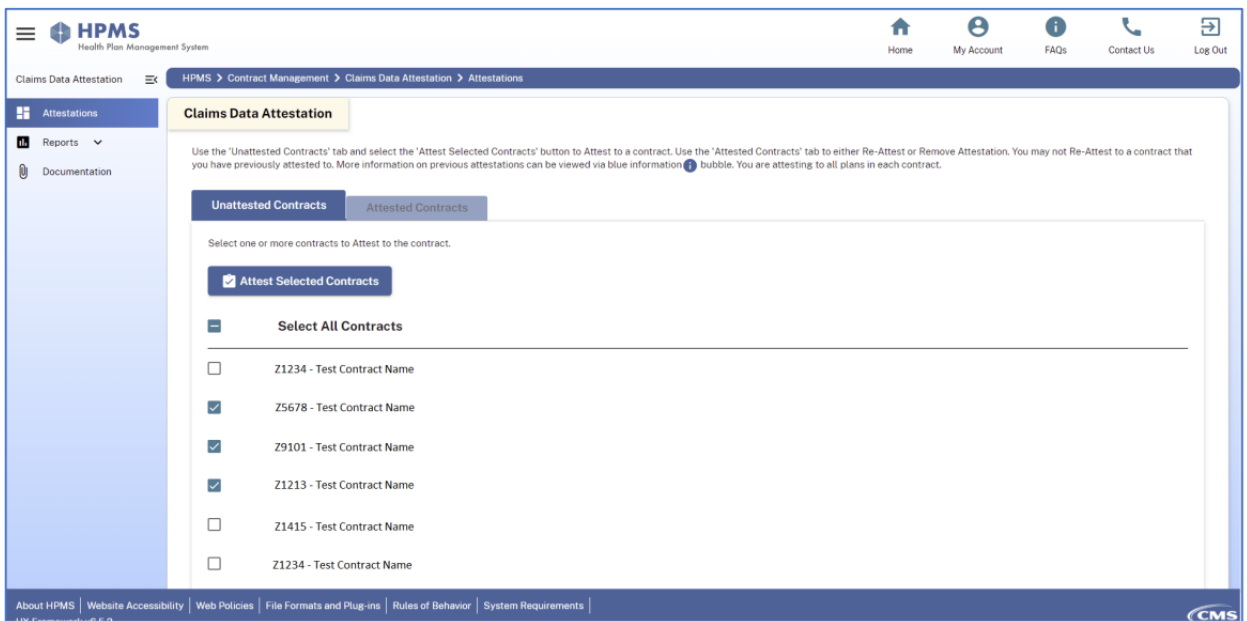 HPMS
Health Plan Management System
Home
My Account
FAQs
Contact Us
Log Out
Claims Data Attestation
HPMS > Contract Management > Claims Data Attestation > Attestations
Attestations
Reports
Documentation
Claims Data Attestation
Use the 'Unattested Contracts' tab and select the 'Attest Selected Contracts' button to Attest to a contract. Use the 'Attested Contracts' tab to either Re-Attest or Remove Attestation. You may not Re-Attest to a contract that
you have previously attested to. More information on previous attestations can be viewed via blue information i bubble. You are attesting to all plans in each contract.
Unattested Contracts
Attested Contracts
Select one or more contracts to Attest to the contract.
Attest Selected Contracts
Select All Contracts
Z1234 - Test Contract Name
Z5678 - Test Contract Name
Z9101 - Test Contract Name
Z1213 - Test Contract Name
Z1415 - Test Contract Name
Z1234 - Test Contract Name
About HPMS | Website Accessibility | Web Policies | File Formats and Plug-ins | Rules of Behavior | System Requirements |
CMS